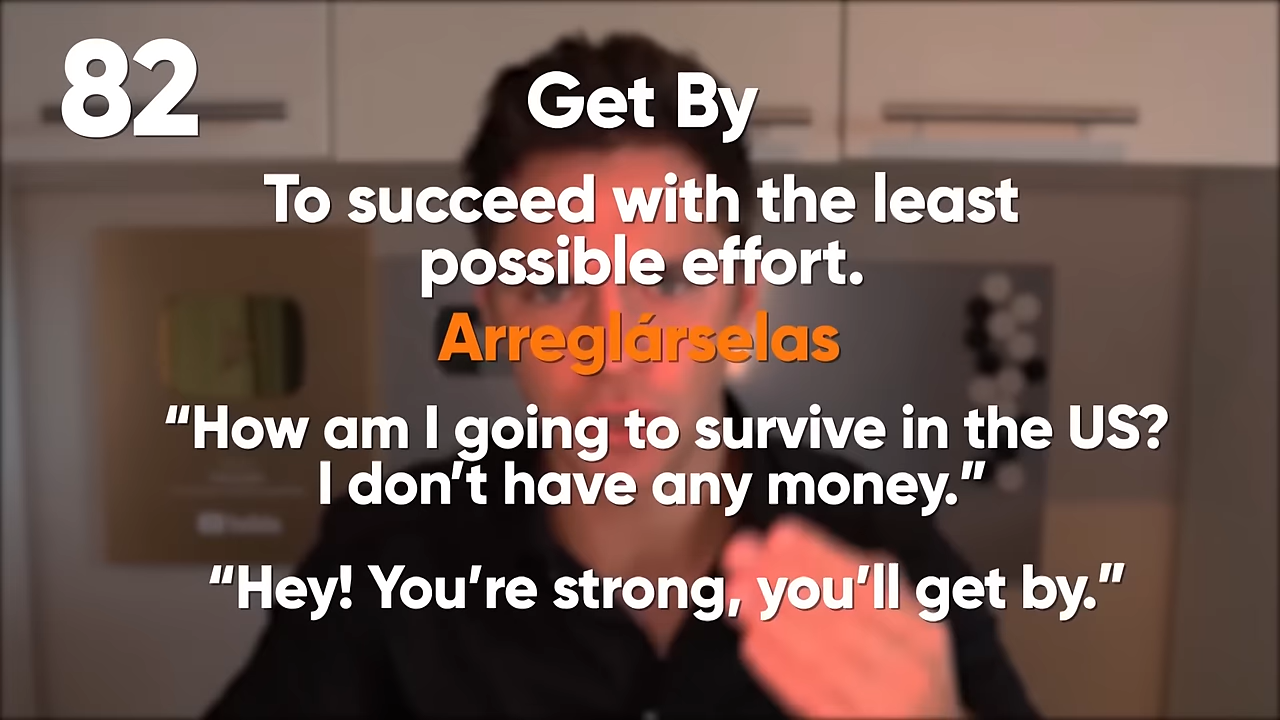 82
Get By
To succeed with the least
possible effort.
Arreglárselas
“How am I going to survive in the US?
I don’t have any money.”
“Hey! You’re strong, you’ll get by.”